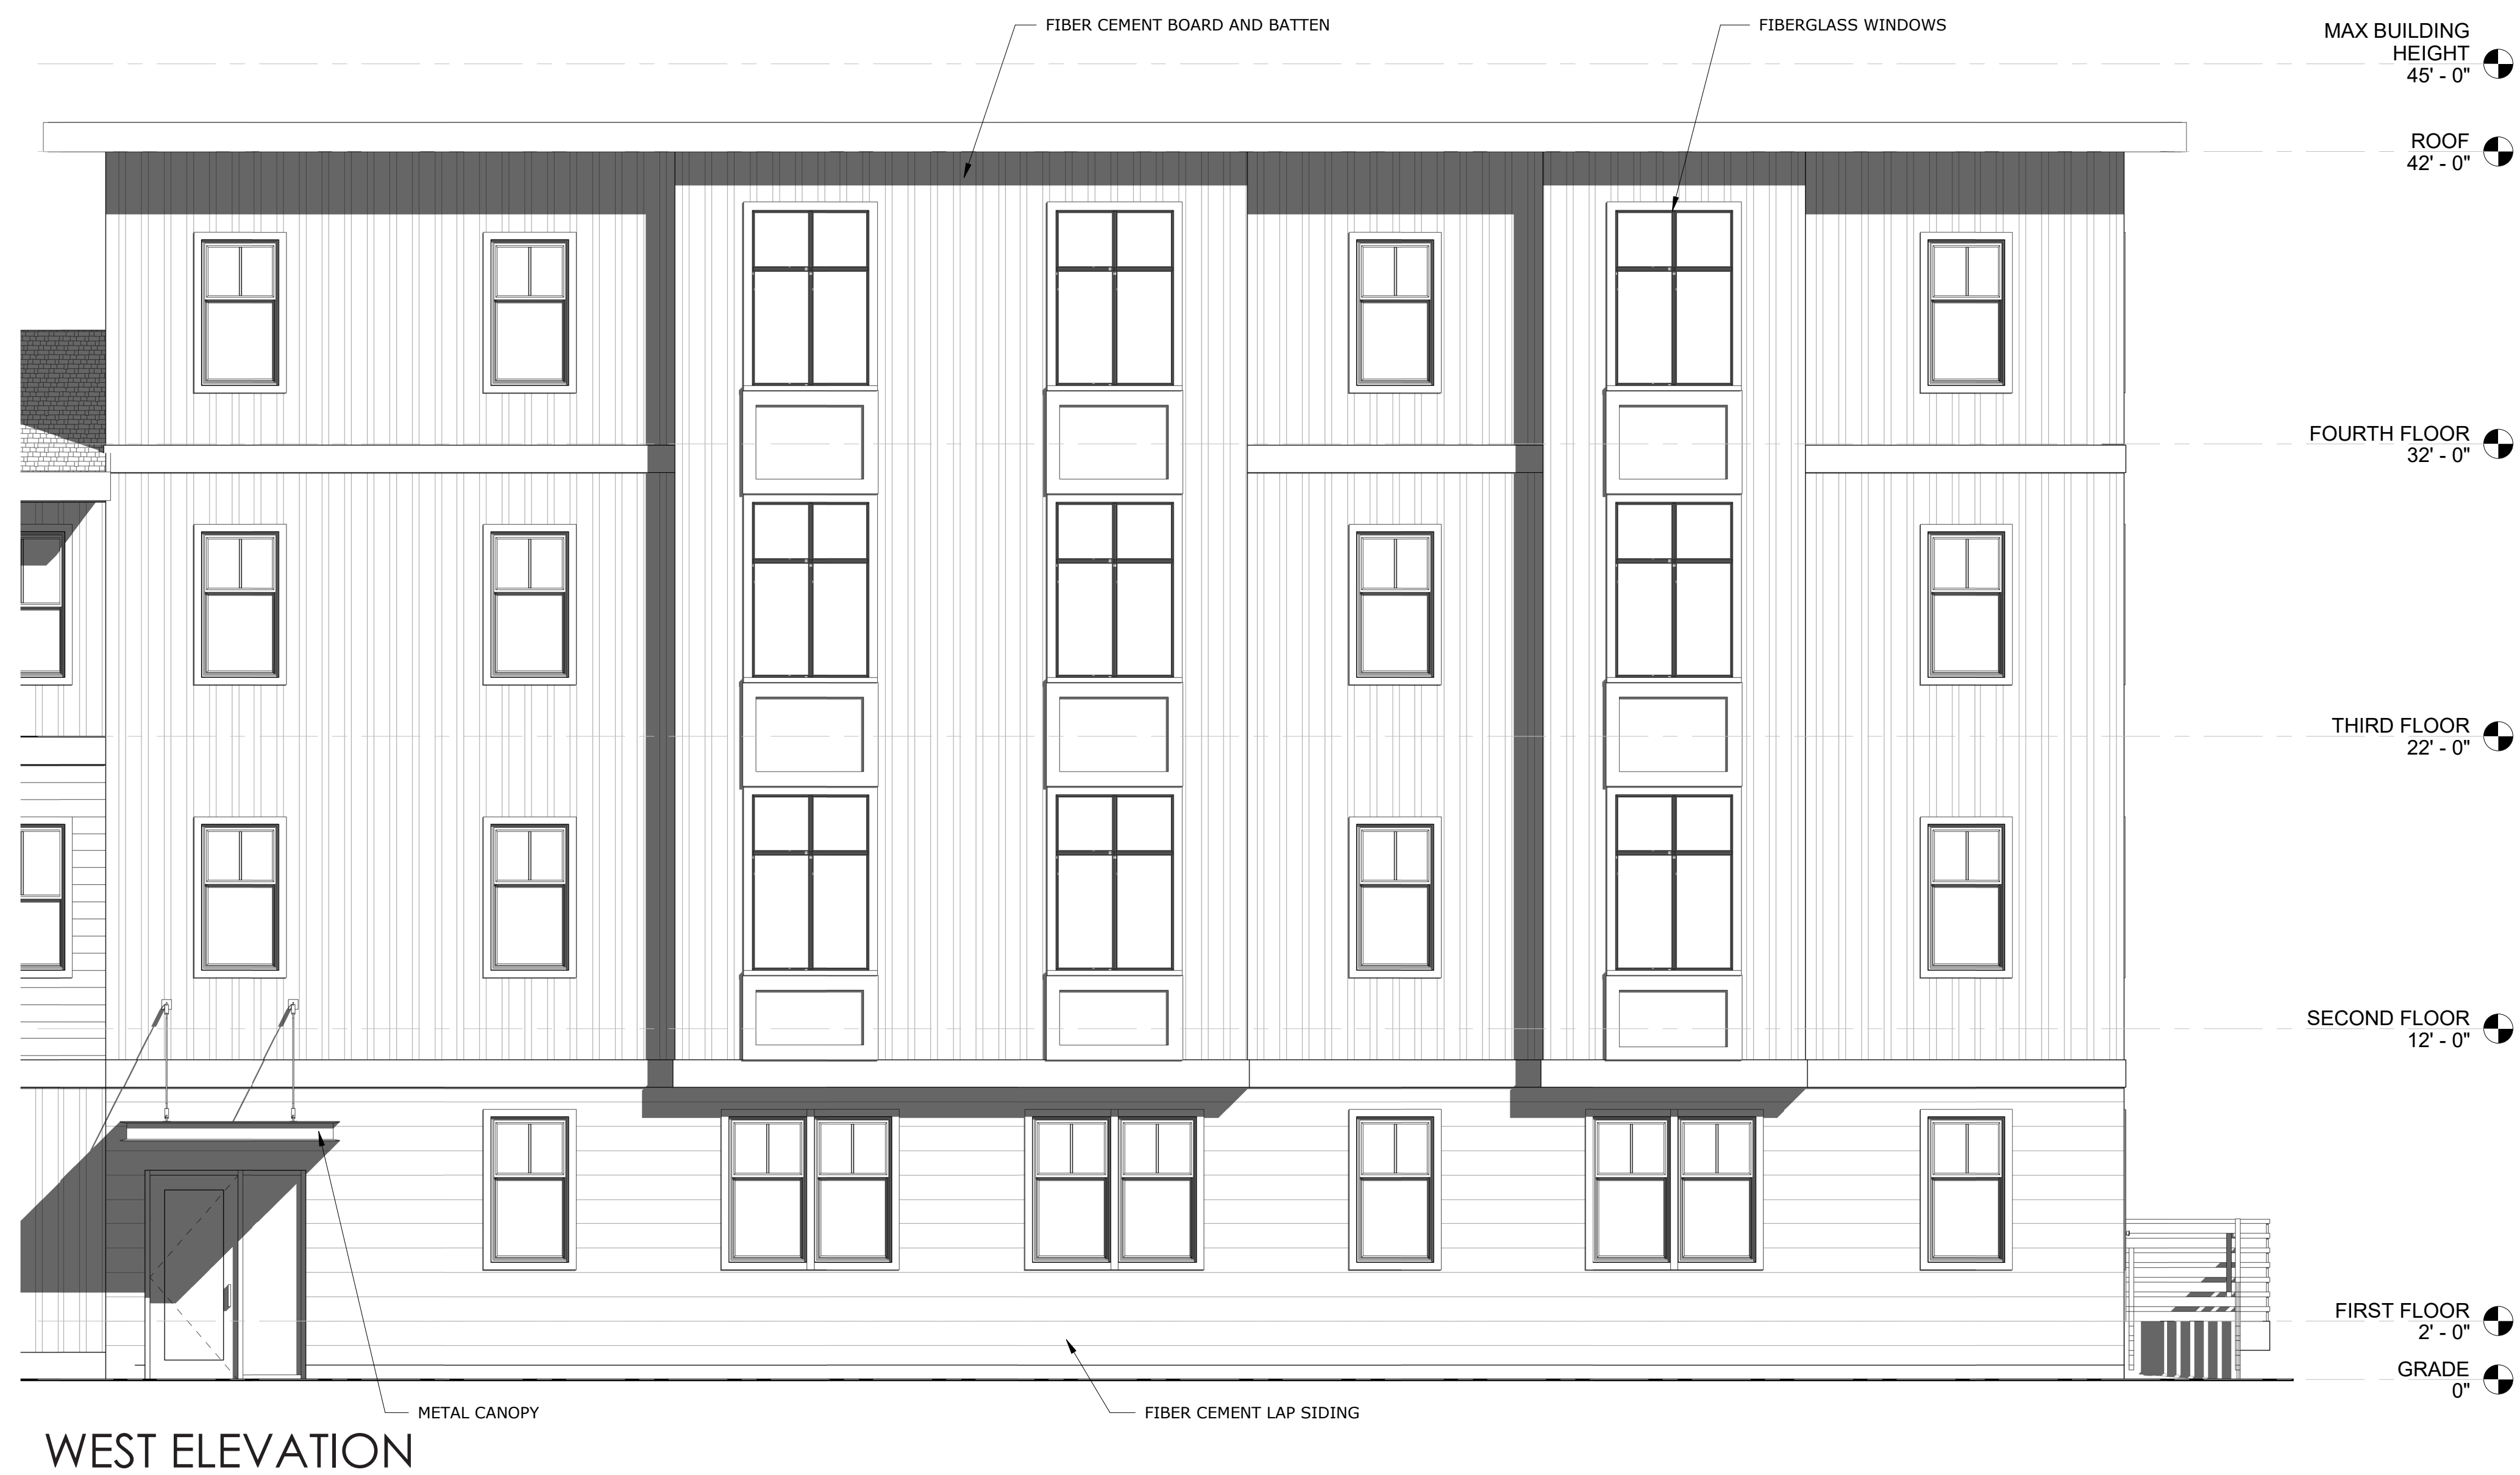 FIBER CEMENT BOARD AND BATTEN
FIBERGLASS WINDOWS
MAX BUILDING
HEIGHT
45' - 0"
ROOF
42' - 0"
FOURTH FLOOR
32' - 0"
THIRD FLOOR
22' - 0"
SECOND FLOOR
12' - 0"
FIRST FLOOR
2' - 0"
GRADE
0"
METAL CANOPY
FIBER CEMENT LAP SIDING
WEST ELEVATION